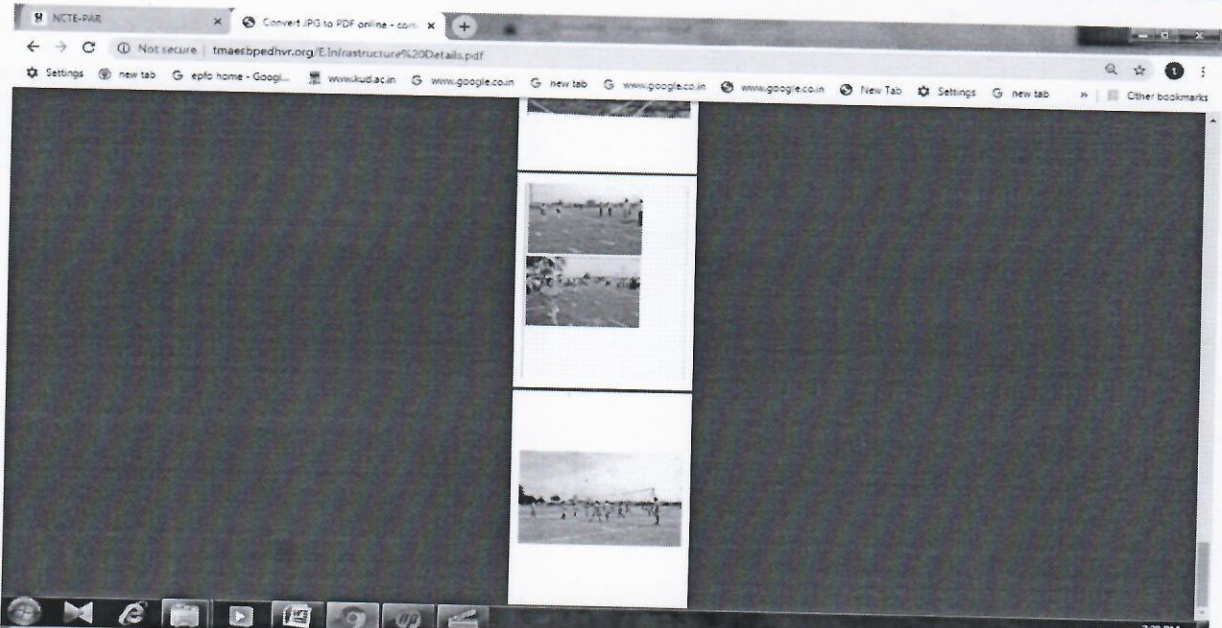 NCTE-PAR
Convert JPG to PDF online - com
Not secure | tmaesbpedhvr.org/E.Infrastructure%20Details.pdf
Settings new tab epfo home - Googl... www.kud.ac.in www.google.co.in new tab www.google.co.in www.google.co.in New Tab Settings new tab » Other bookmarks